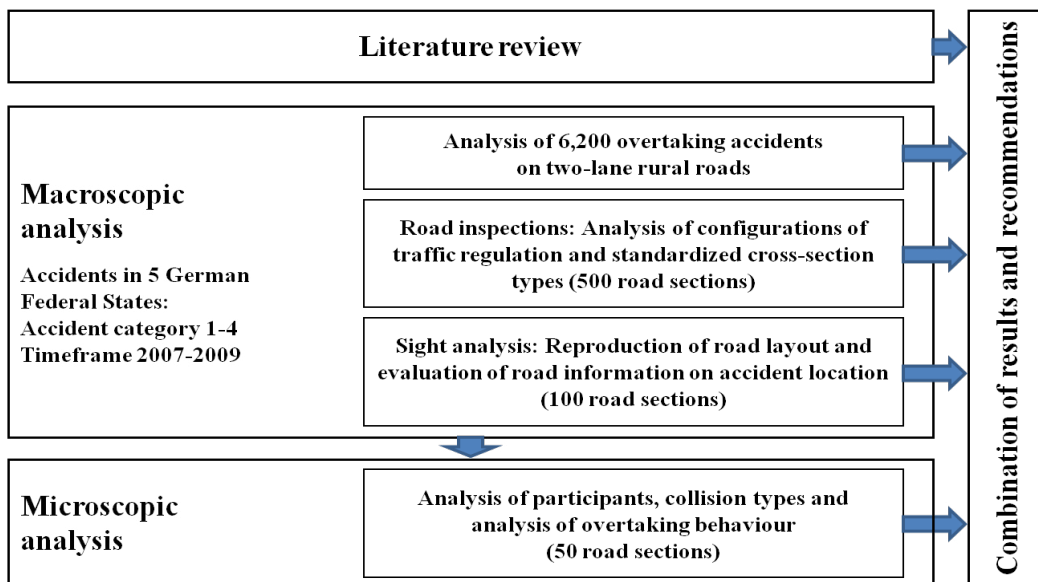 Literature review
Macroscopic
analysis
Accidents in 5 German
Federal States:
Accident category 1-4
Timeframe 2007-2009
Analysis of 6,200 overtaking accidents
on two-lane rural roads
Road inspections: Analysis of configurations of
traffic regulation and standardized cross-section
types (500 road sections)
Sight analysis: Reproduction of road layout and
evaluation of road information on accident location
(100 road sections)
Microscopic
analysis
Analysis of participants, collision types and
analysis of overtaking behaviour
(50 road sections)
Combination of results and recommendations